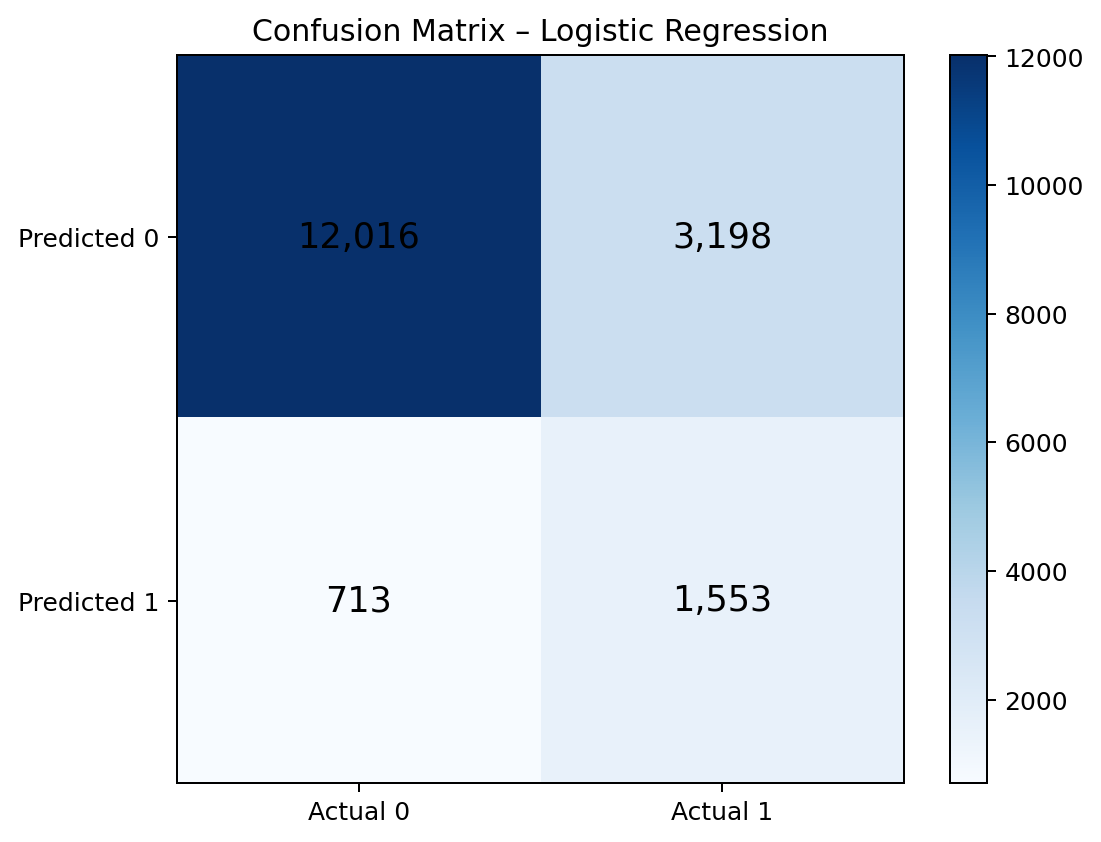 Confusion Matrix – Logistic Regression
12000
10000
8000
6000
4000
2000
Predicted 0
12,016
3,198
Predicted 1
713
1,553
Actual 0
Actual 1